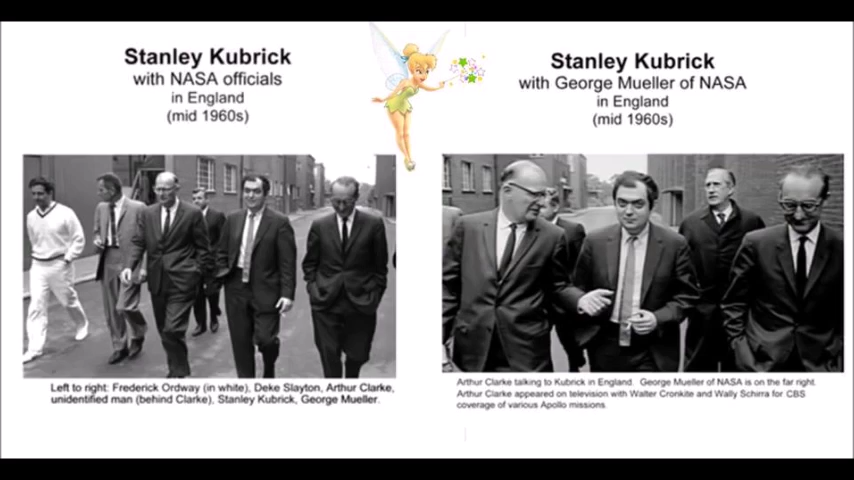 Stanley Kubrick
with NASA officials
in England
(mid 1960s)
Left to right: Frederick Ordway (in white), Deke Slayton, Arthur Clarke,
unidentified man (behind Clarke), Stanley Kubrick, George Mueller.
Stanley Kubrick
with George Mueller of NASA
in England
(mid 1960s)
Arthur Clarke talking to Kubrick in England. George Mueller of NASA is on the far right.
Arthur Clarke appeared on television with Walter Cronkite and Wally Schirra for CBS
coverage of various Apollo missions.